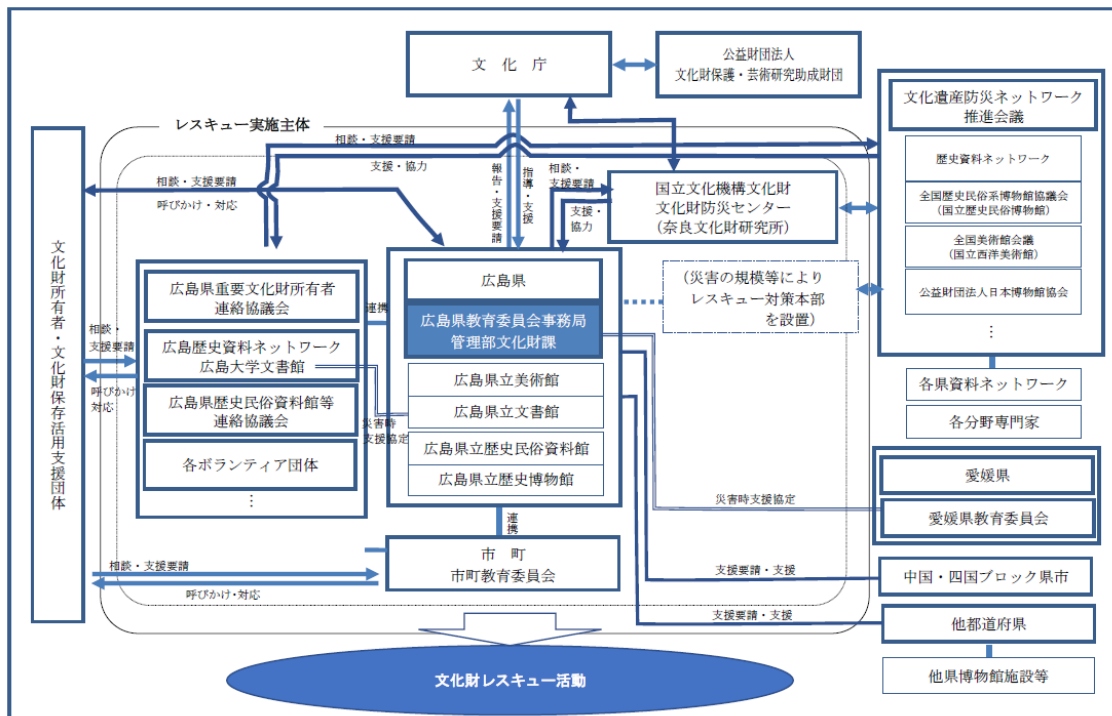 文 化 庁
公益財団法人
文化財保護・芸術研究助成財団
文化遺産防災ネットワーク
推進会議
歴史資料ネットワーク
全国歴史民俗系博物館協議会
(国立歴史民俗博物館)
全国美術館会議
(国立西洋美術館)
公益財団法人日本博物館協会
⋮
各県資料ネットワーク
各分野専門家
レスキュー実施主体
相談・支援要請
支援・協力
相談・支援要請
呼びかけ・対応
報告・支援要請
指導・支援
相談・
支援要請
支援・
協力
国立文化機構文化財
文化財防災センター
(奈良文化財研究所)
文化財所有者・文化財保存活用支援団体
相談・
支援要請
呼びかけ・
対応
広島県重要文化財所有者
連絡協議会
広島歴史資料ネットワーク
広島大学文書館
広島県歴史民俗資料館等
連絡協議会
各ボランティア団体
⋮
連携
災害時
支援協定
広島県
広島県教育委員会事務局
管理部文化財課
広島県立美術館
広島県立文書館
広島県立歴史民俗資料館
広島県立歴史博物館
(災害の規模等により
レスキュー対策本部
を設置)
連携
市 町
市町教育委員会
相談・支援要請
呼びかけ・対応
災害時支援協定
愛媛県
愛媛県教育委員会
支援要請・支援
中国・四国ブロック県市
支援要請・支援
他都道府県
他県博物館施設等
文化財レスキュー活動